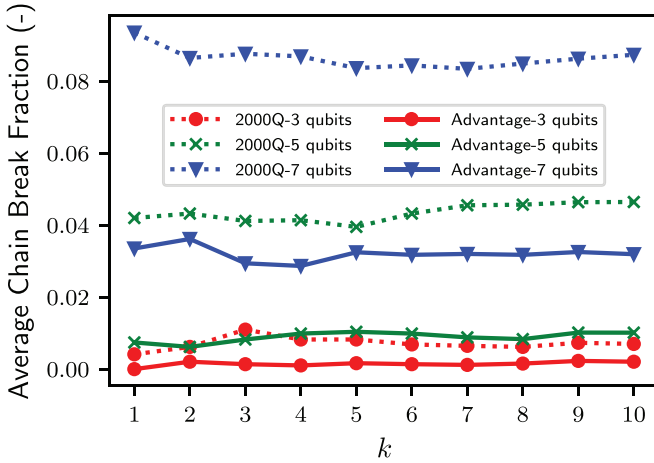 Average Chain Break Fraction (-)
0.08
0.06
0.04
0.02
0.00
2000Q-3 qubits
2000Q-5 qubits
2000Q-7 qubits
Advantage-3 qubits
Advantage-5 qubits
Advantage-7 qubits
1 2 3 4 5 6 7 8 9 10
k